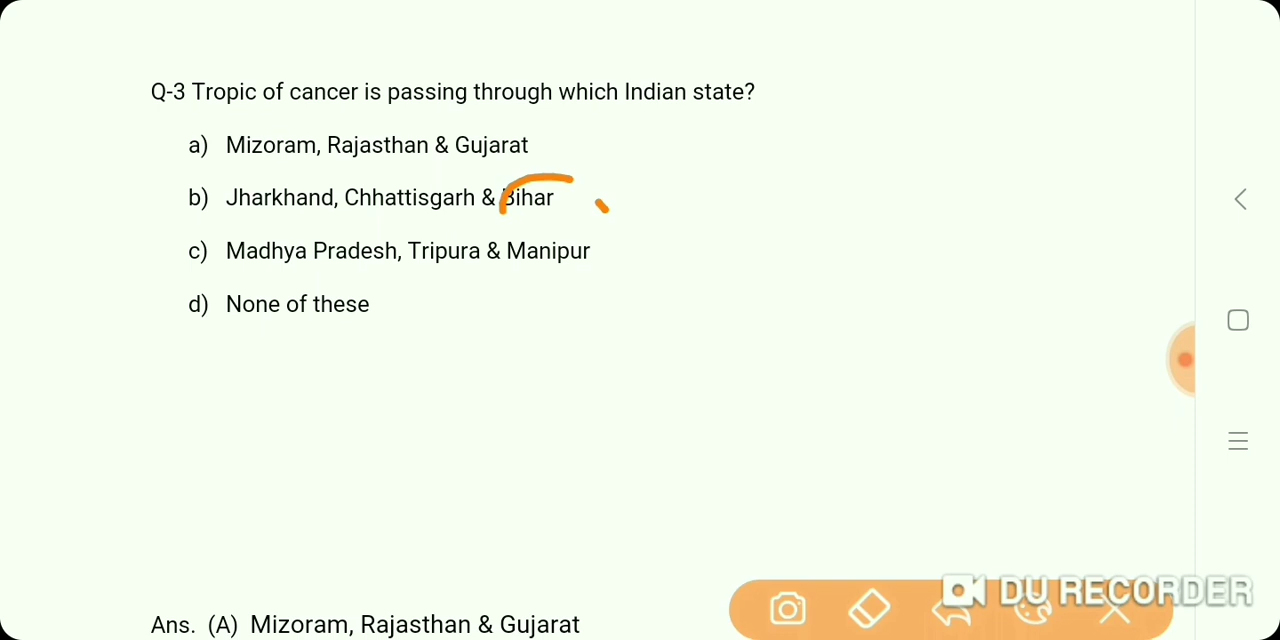 Q-3 Tropic of cancer is passing through which Indian state?
a) Mizoram, Rajasthan & Gujarat
b) Jharkhand, Chhattisgarh & Bihar
c) Madhya Pradesh, Tripura & Manipur
d) None of these
DU RECORDER
Ans. (A) Mizoram, Rajasthan & Gujarat